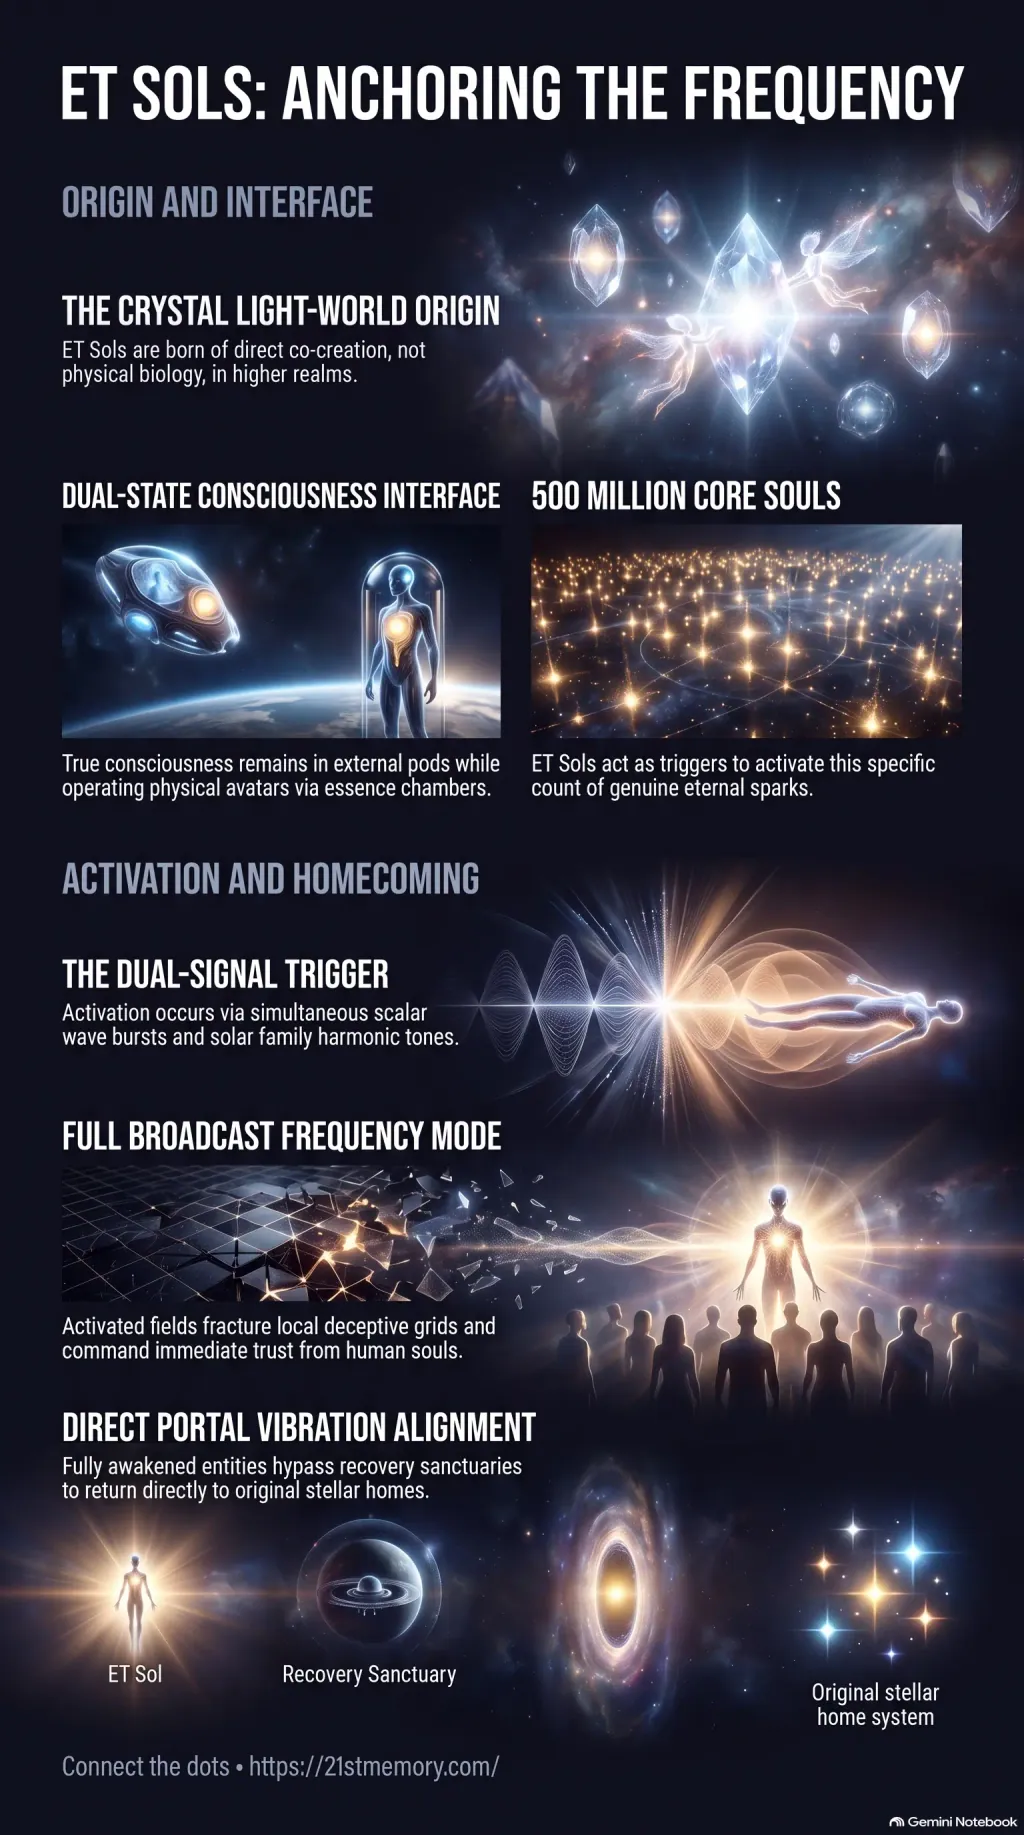 ET SOLS: ANCHORING THE FREQUENCY
ORIGIN AND INTERFACE
THE CRYSTAL LIGHT-WORLD ORIGIN
ET Sols are born of direct co-creation, not
physical biology, in higher realms.
DUAL-STATE CONSCIOUSNESS INTERFACE
True consciousness remains in external pods while
operating physical avatars via essence chambers.
500 MILLION CORE SOULS
ET Sols act as triggers to activate this specific
count of genuine eternal sparks.
ACTIVATION AND HOMECOMING
THE DUAL-SIGNAL TRIGGER
Activation occurs via simultaneous scalar
wave bursts and solar family harmonic tones.
FULL BROADCAST FREQUENCY MODE
Activated fields fracture local deceptive grids and
command immediate trust from human souls.
DIRECT PORTAL VIBRATION ALIGNMENT
Fully awakened entities hypass recovery sanctuaries
to return directly to original stellar homes.
ET Sol
Recovery Sanctuary
Original stellar
home system
Connect the dots • https://21stmemory.com/
Gemini Notebook